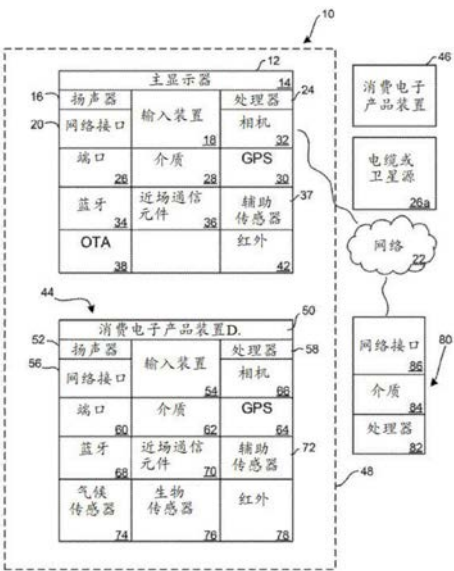 10
12
主显示器
14
16
扬声器
处理器
24
20
网络接口
输入装置
18
相机
32
端口
26
介质
28
GPS
30
蓝牙
34
近场通信
元件
36
辅助
传感器
37
OTA
38
红外
42
46
消费电子
产品装置
电缆或
卫星源
26a
网络
22
44
消费电子产品装置D.
50
52
扬声器
处理器
58
56
网络接口
输入装置
54
相机
66
端口
60
介质
62
GPS
64
蓝牙
68
近场通信
元件
70
辅助
传感器
72
气候
传感器
74
生物
传感器
76
红外
78
网络接口
86
介质
84
处理器
82
80
48